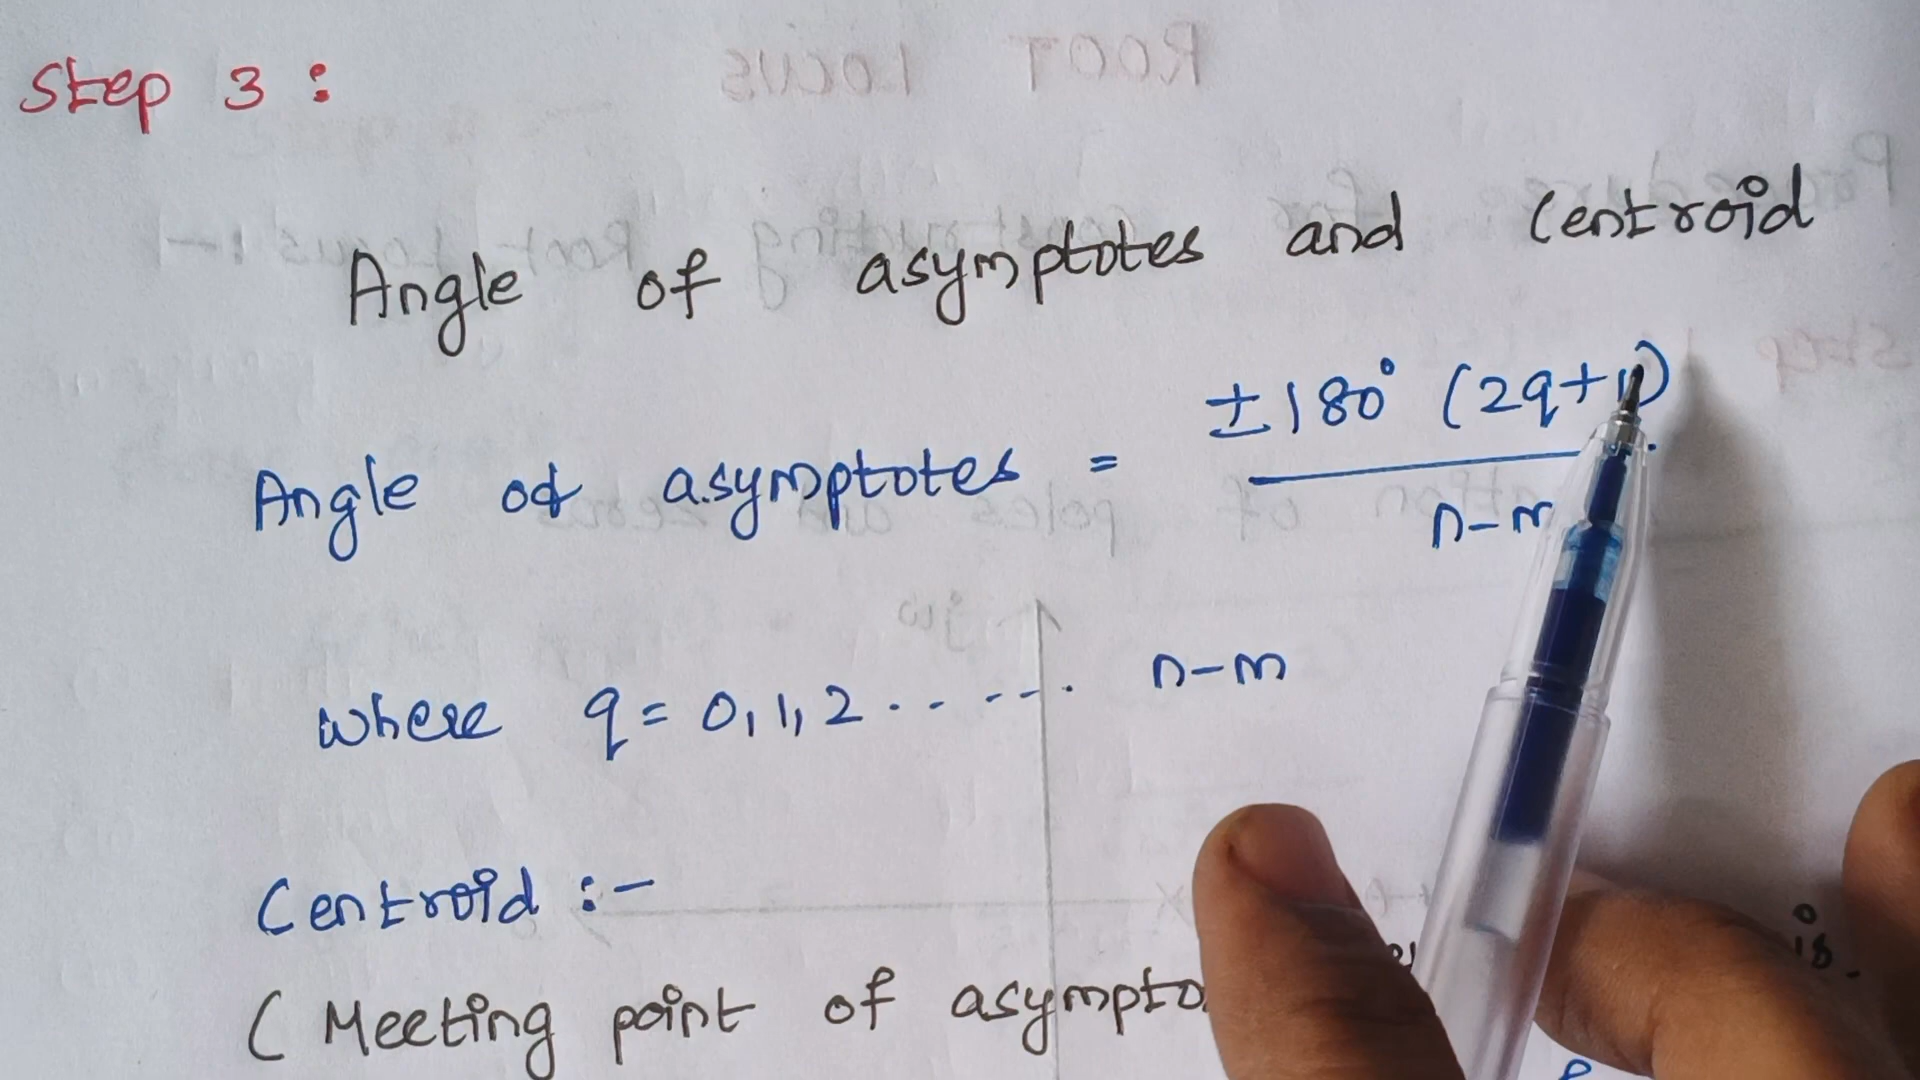 Step 3 :
Angle of asymptotes and Centroid
Angle of asymptotes = ±180° (2q+1)
n-m
where q = 0, 1, 2 ........ n-m
Centroid :-
( Meeting point of
is.